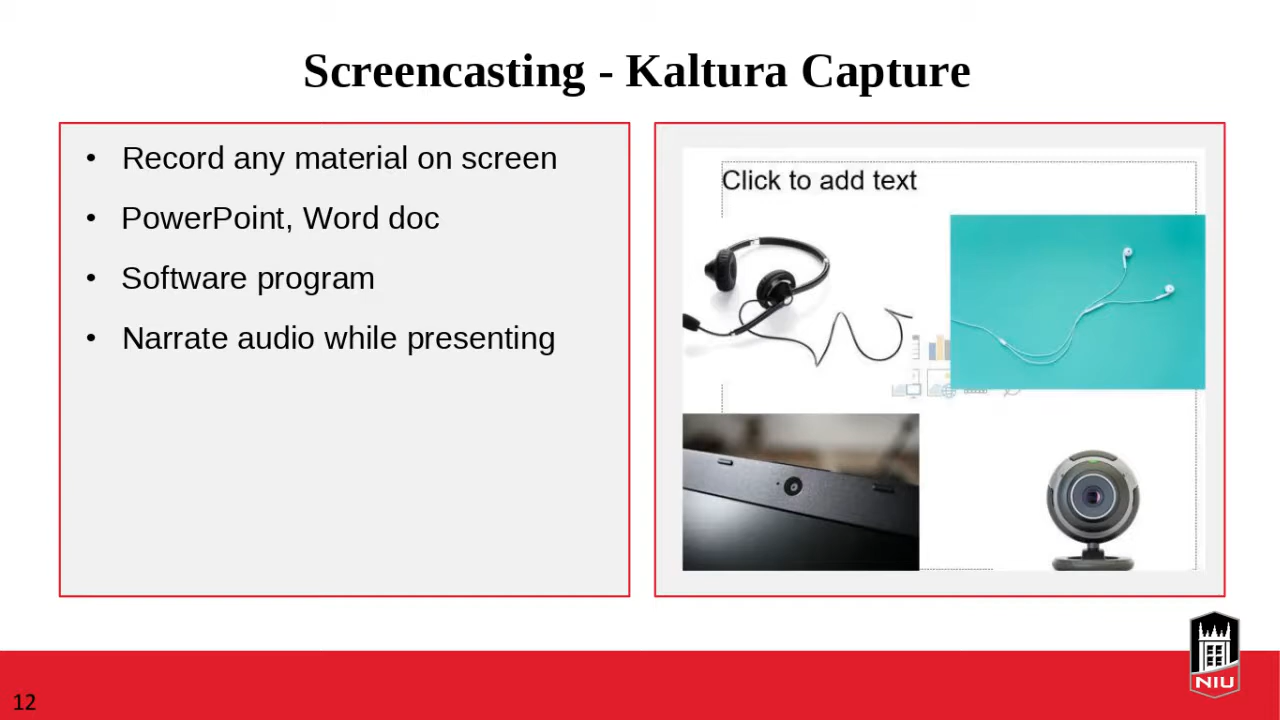 Screencasting - Kaltura Capture
• Record any material on screen
• PowerPoint, Word doc
• Software program
• Narrate audio while presenting
Click to add text
NIU
12